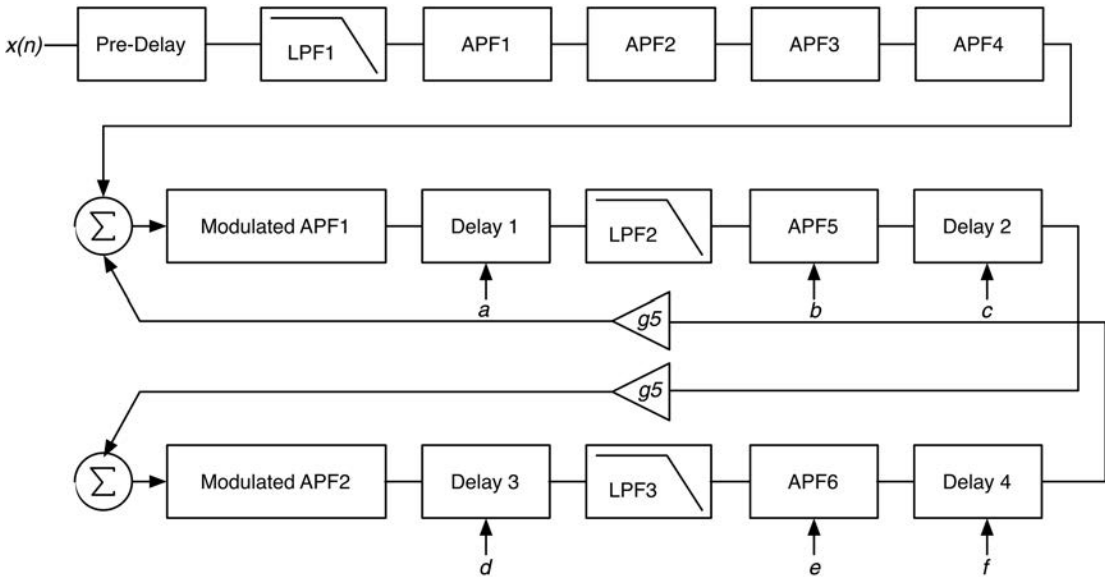 x(n) Pre-Delay LPF1 APF1 APF2 APF3 APF4
Σ Modulated APF1 Delay 1 LPF2 APF5 Delay 2
a b c
g5
g5
Σ Modulated APF2 Delay 3 LPF3 APF6 Delay 4
d e f